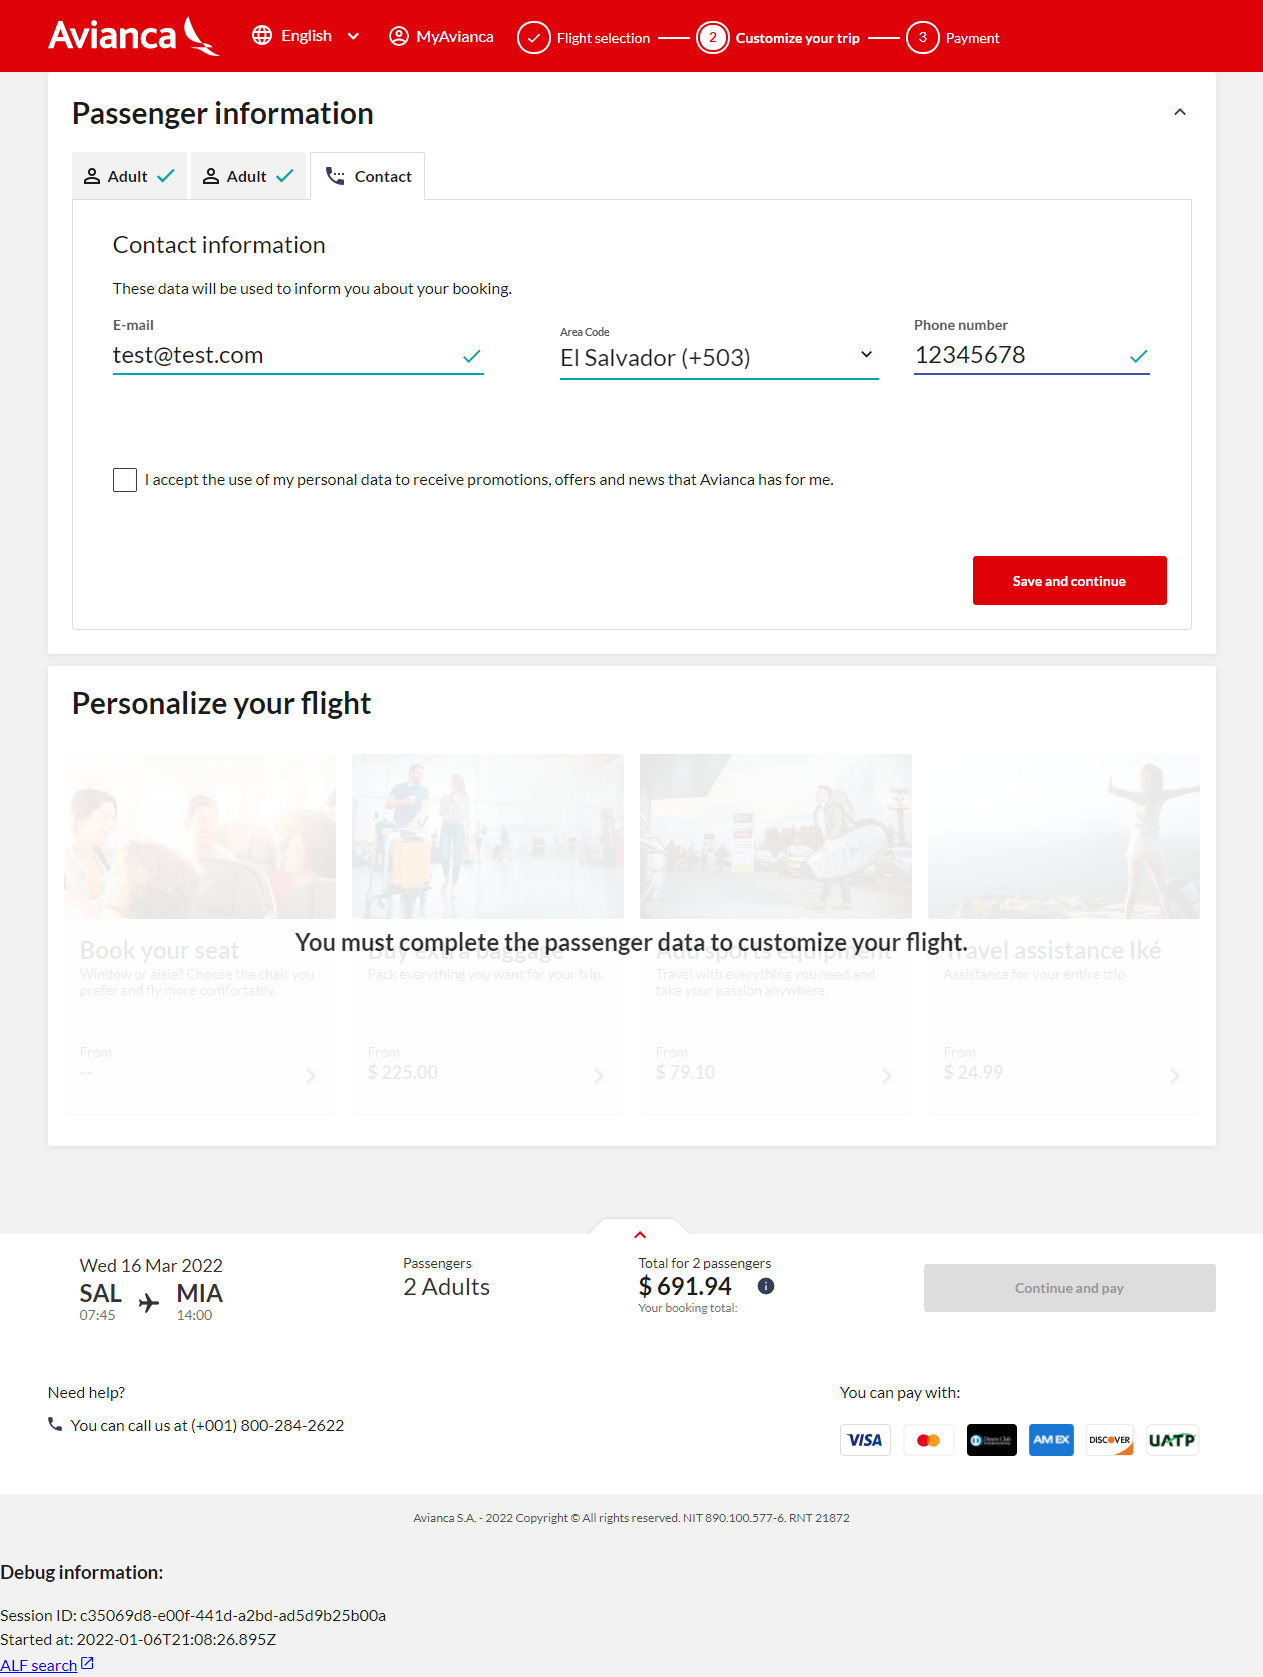 Avianca
English
MyAvianca
Flight selection
2
Customize your trip
3
Payment
Passenger information
Adult
Adult
Contact
Contact information
These data will be used to inform you about your booking.
E-mail
test@test.com
Area Code
El Salvador (+503)
Phone number
12345678
I accept the use of my personal data to receive promotions, offers and news that Avianca has for me.
Save and continue
Personalize your flight
You must complete the passenger data to customize your flight.
Book your seat
Window or aisle? Choose the chair you
prefer and fly more comfortably.
From
--
Buy extra baggage
Pack everything you want for your trip.
From
$ 225.00
Add sports equipment
Travel with everything you need and
take your passion anywhere.
From
$ 79.10
Travel assistance Iké
Assistance for your entire trip
From
$ 24.99
Wed 16 Mar 2022
SAL
MIA
07:45
14:00
Passengers
2 Adults
Total for 2 passengers
$ 691.94
Your booking total:
Continue and pay
Need help?
You can call us at (+001) 800-284-2622
You can pay with:
VISA
Diners Club
AMEX
DISCOVER
UATP
Avianca S.A. - 2022 Copyright © All rights reserved. NIT 890.100.577-6. RNT 21872
Debug information:
Session ID: c35069d8-e00f-441d-a2bd-ad5d9b25b00a
Started at: 2022-01-06T21:08:26.895Z
ALF search